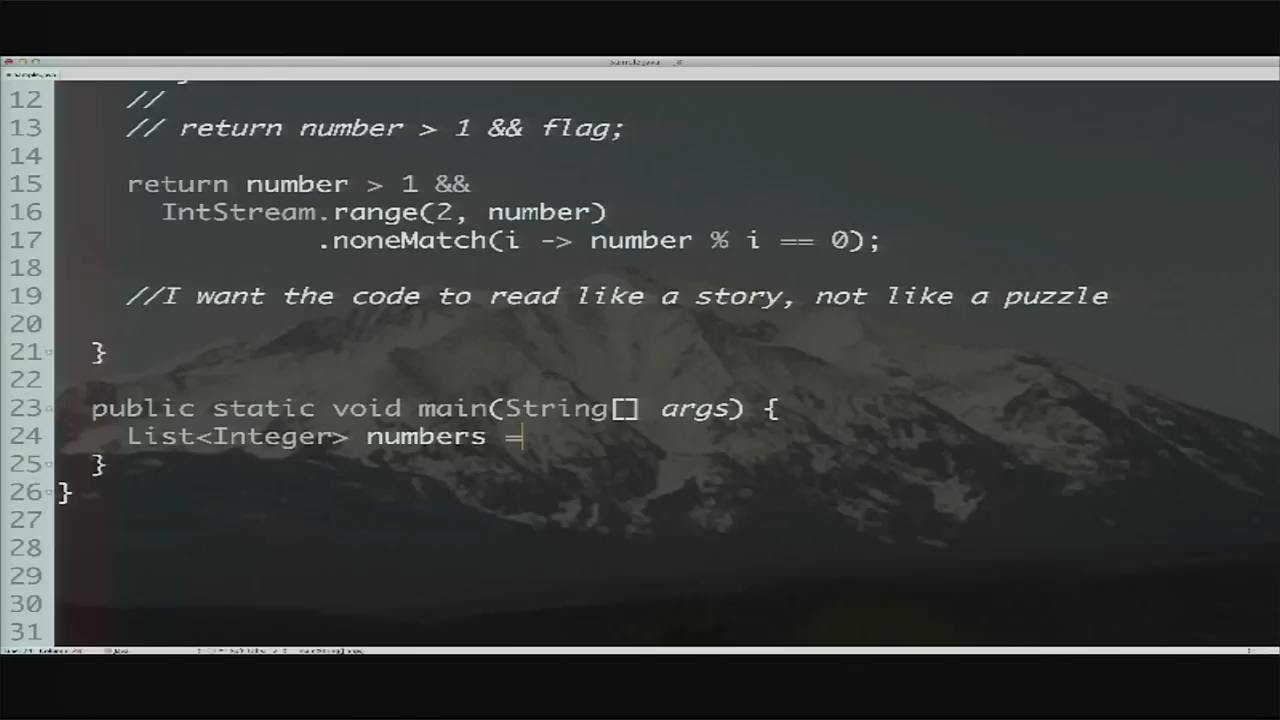 12 //
13 // return number > 1 && flag;
14
15 return number > 1 &&
16 IntStream.range(2, number)
17 .noneMatch(i -> number % i == 0);
18
19 //I want the code to read like a story, not like a puzzle
20
21 }
22
23 public static void main(String[] args) {
24 List<Integer> numbers =
25 }
26 }
27
28
29
30
31